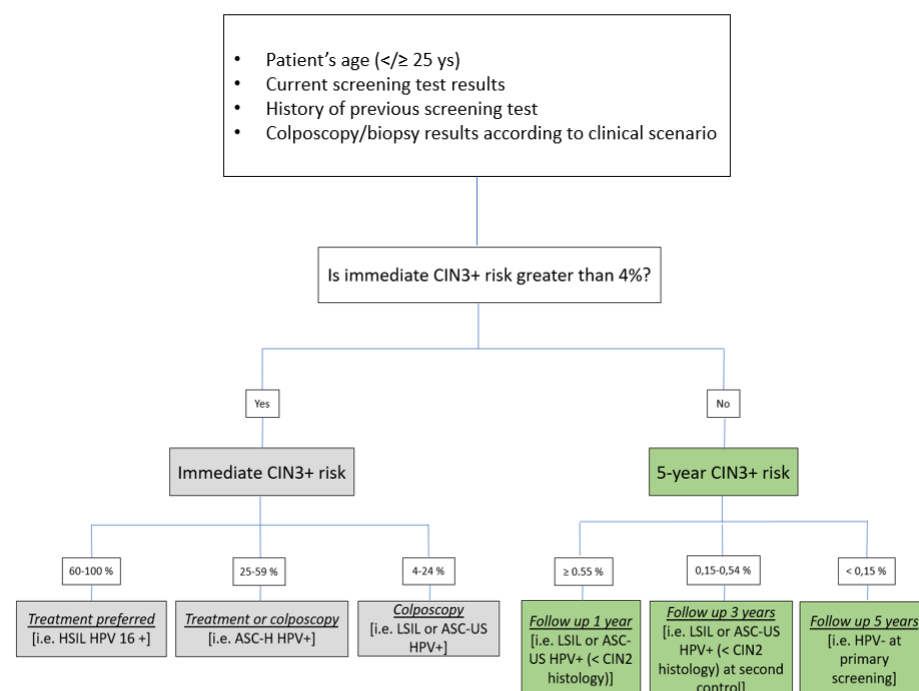 • Patient's age (</≥ 25 ys)
• Current screening test results
• History of previous screening test
• Colposcopy/biopsy results according to clinical scenario
Is immediate CIN3+ risk greater than 4%?
Yes
No
Immediate CIN3+ risk
5-year CIN3+ risk
60-100 %
25-59 %
4-24 %
≥ 0.55 %
0,15-0,54 %
< 0,15 %
Treatment preferred
[i.e. HSIL HPV 16 +]
Treatment or colposcopy
[i.e. ASC-H HPV+]
Colposcopy
[i.e. LSIL or ASC-US
HPV+]
Follow up 1 year
[i.e. LSIL or ASC-
US HPV+ (< CIN2
histology)]
Follow up 3 years
[i.e. LSIL or ASC-US
HPV+ (< CIN2
histology) at second
control]
Follow up 5 years
[i.e. HPV- at
primary
screening]